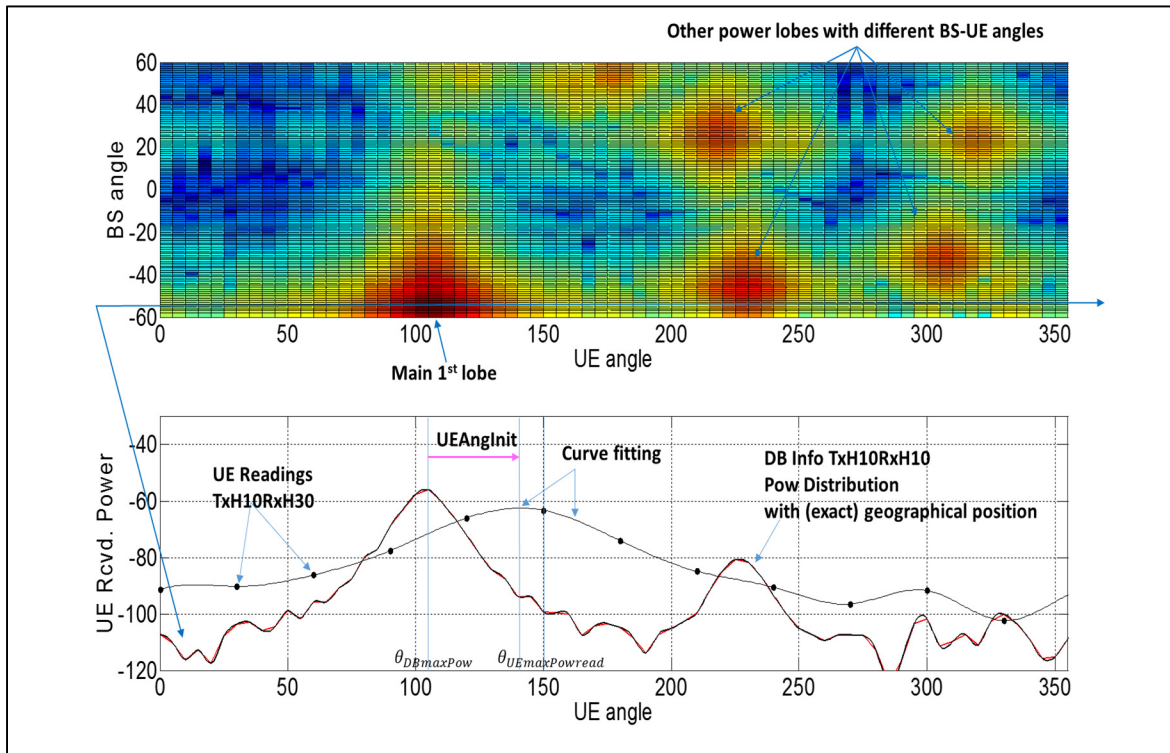 Other power lobes with different BS-UE angles
60
40
20
0
-20
-40
-60
BS angle
0 50 100 150 200 250 300 350
UE angle
Main 1st lobe
-40
-60
-80
-100
-120
UE Rcvd. Power
UEAngInit
Curve fitting
UE Readings
TxH10RxH30
DB Info TxH10RxH10
Pow Distribution
with (exact) geographical position
θDBmaxPow
θUEmaxPowread
0 50 100 150 200 250 300 350
UE angle